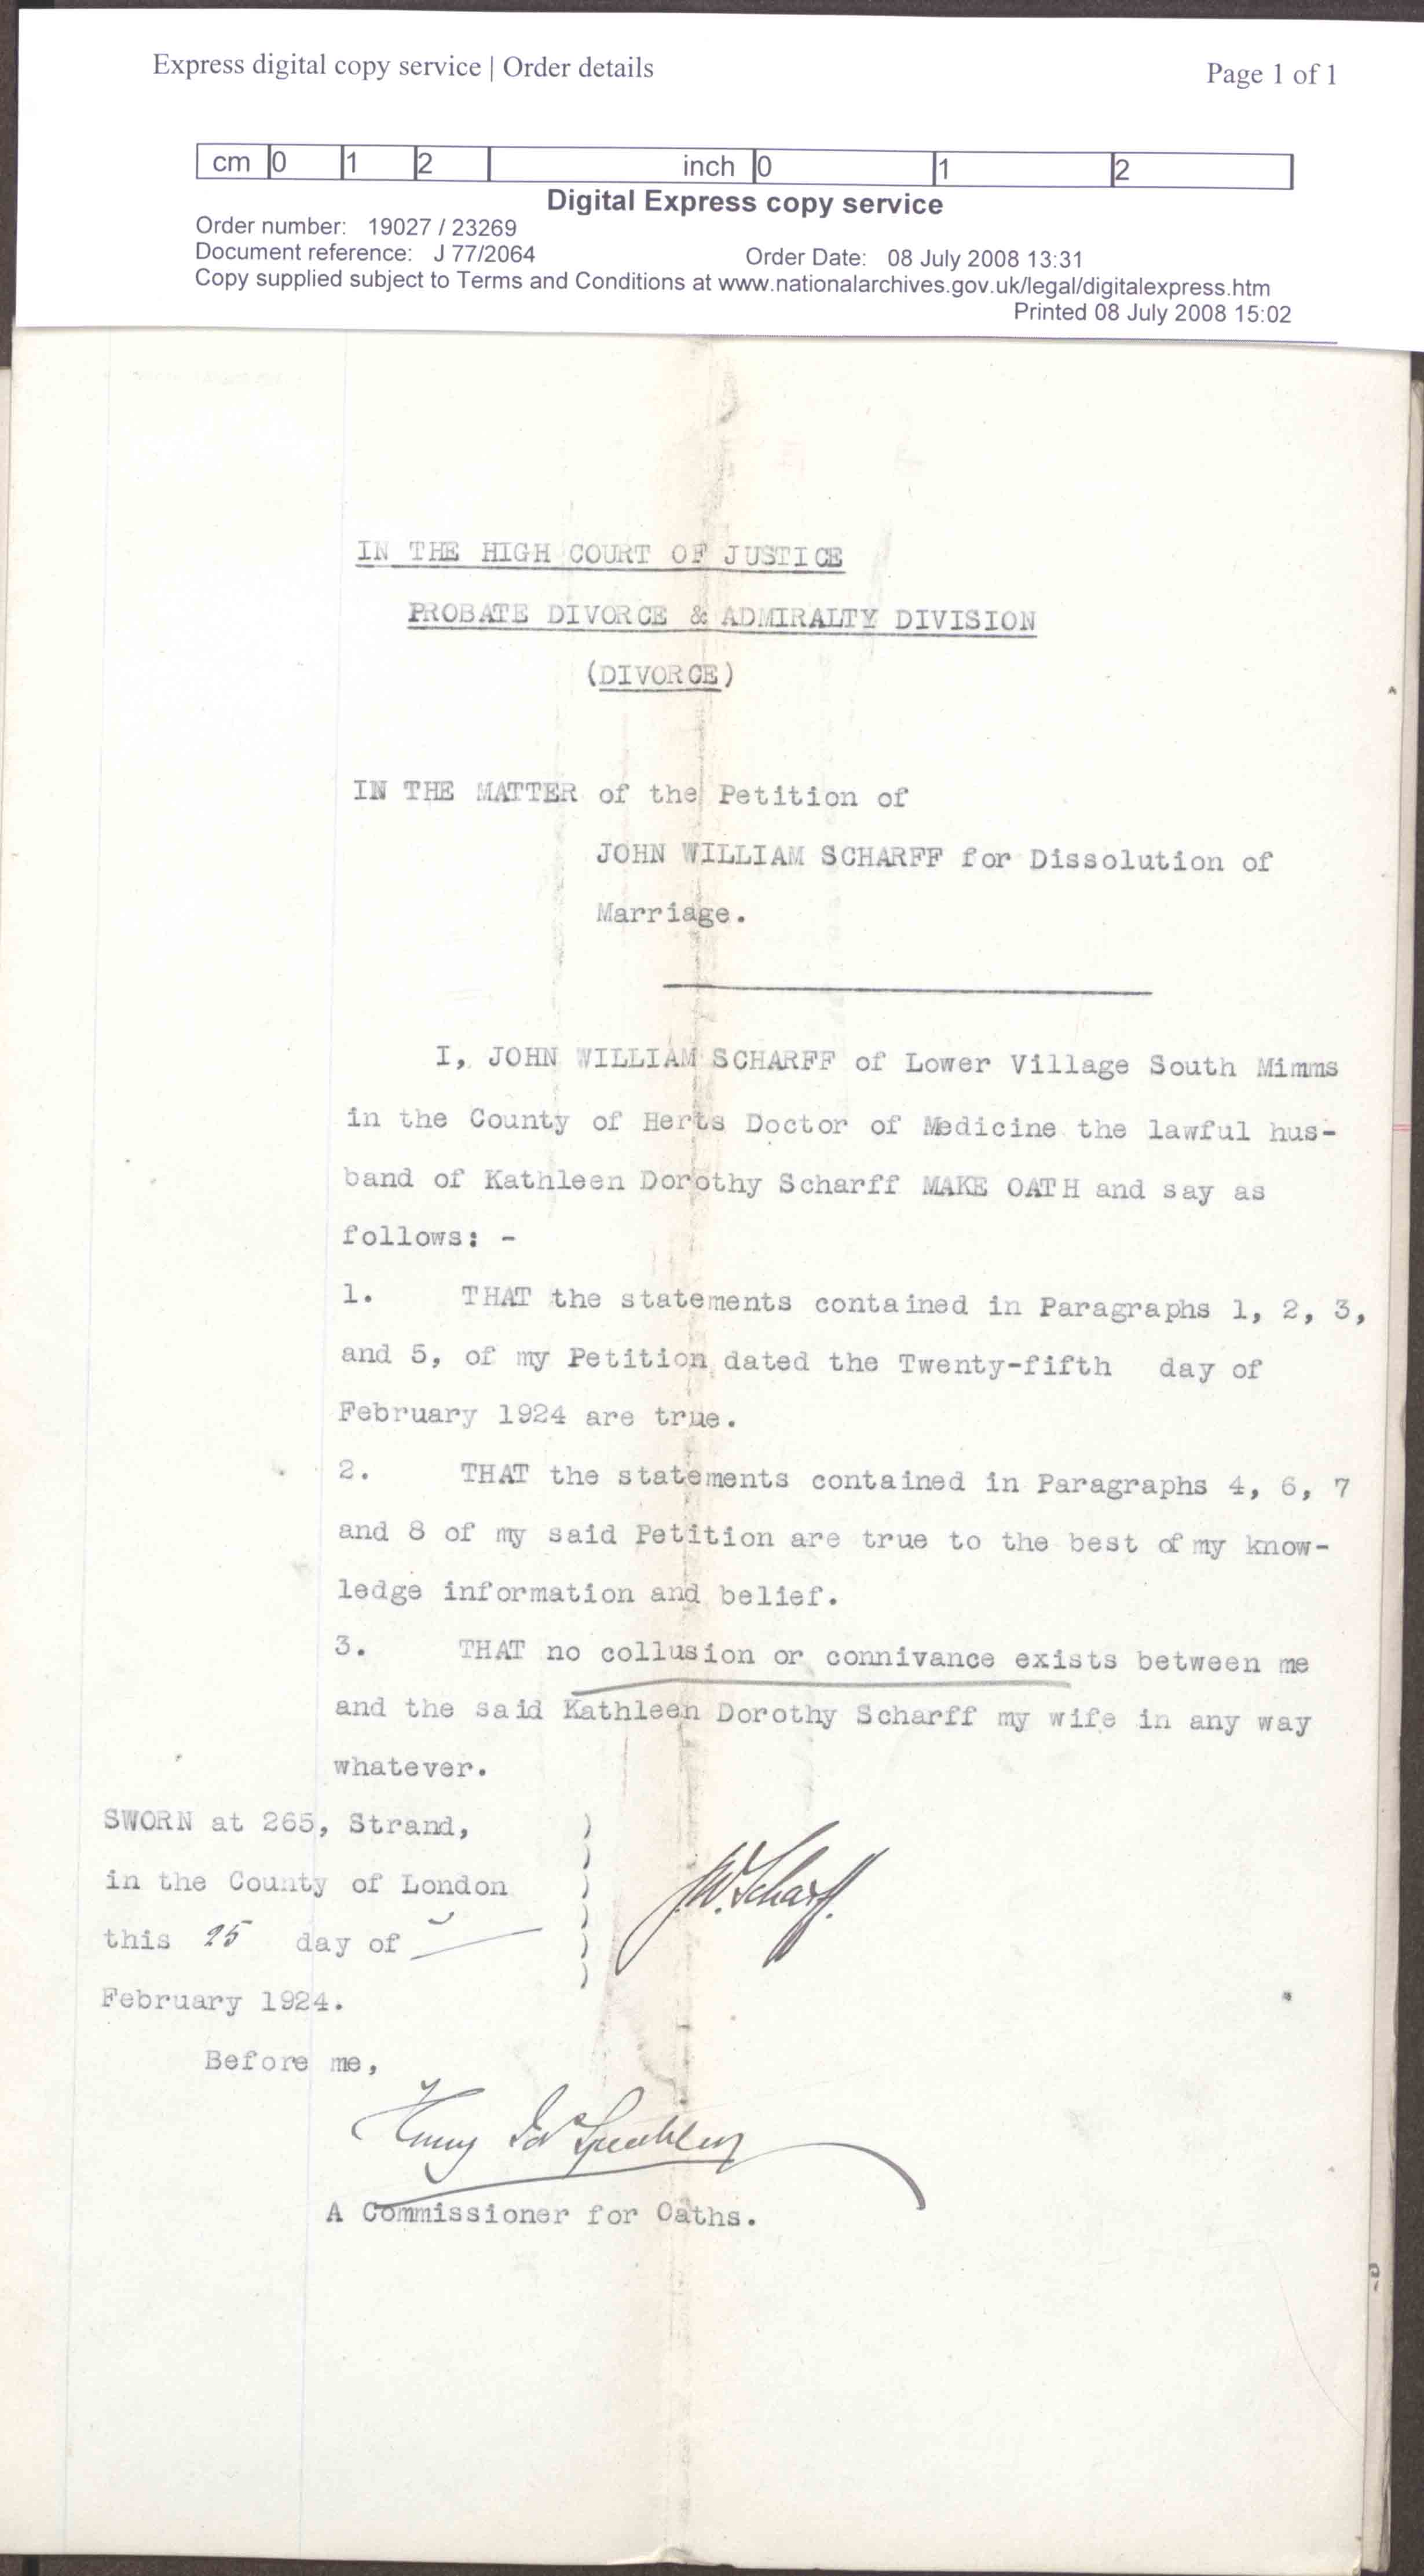 Express digital copy service | Order details Page 1 of 1
cm 0 1 2 inch 0 1 2
Digital Express copy service
Order number: 19027 / 23269
Document reference: J 77/2064 Order Date: 08 July 2008 13:31
Copy supplied subject to Terms and Conditions at www.nationalarchives.gov.uk/legal/digitalexpress.htm
Printed 08 July 2008 15:02
IN THE HIGH COURT OF JUSTICE
PROBATE DIVORCE & ADMIRALTY DIVISION
(DIVORCE)
IN THE MATTER of the Petition of
JOHN WILLIAM SCHARFF for Dissolution of
Marriage.
I, JOHN WILLIAM SCHARFF of Lower Village South Mimms
in the County of Herts Doctor of Medicine the lawful hus-
band of Kathleen Dorothy Scharff MAKE OATH and say as
follows: -
1. THAT the statements contained in Paragraphs 1, 2, 3,
and 5, of my Petition dated the Twenty-fifth day of
February 1924 are true.
2. THAT the statements contained in Paragraphs 4, 6, 7
and 8 of my said Petition are true to the best of my know-
ledge information and belief.
3. THAT no collusion or connivance exists between me
and the said Kathleen Dorothy Scharff my wife in any way
whatever.
SWORN at 265, Strand,
in the County of London
this 25 day of
February 1924.
JW. Scharff.
Before me,
A Commissioner for Oaths.